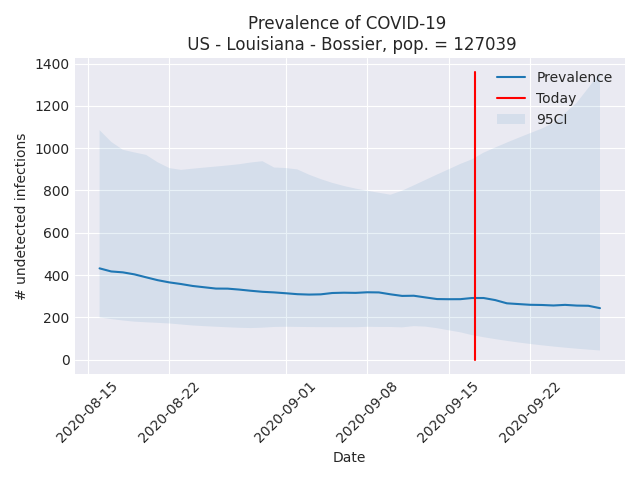 Prevalence of COVID-19
US - Louisiana - Bossier, pop. = 127039
Prevalence
Today
95CI
1400
1200
1000
800
600
400
200
0
# undetected infections
2020-08-15
2020-08-22
2020-09-01
2020-09-08
2020-09-15
2020-09-22
Date